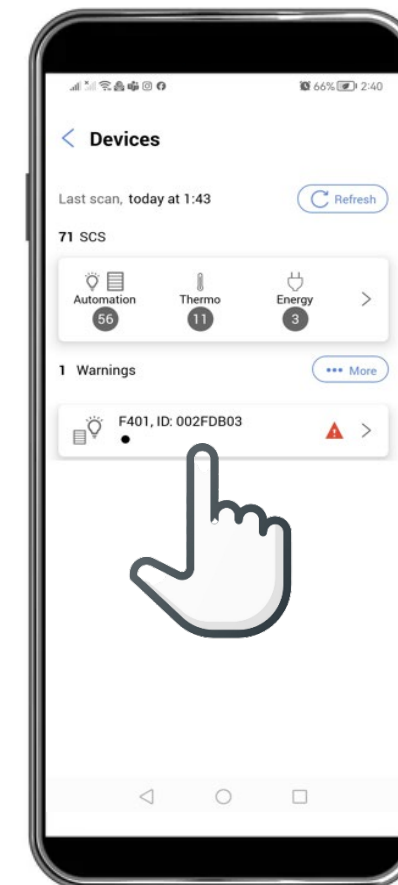 66% 2:40
Devices
Last scan, today at 1:43
Refresh
71 SCS
Automation Thermo Energy
56 11 3
1 Warnings
••• More
F401, ID: 002FDB03